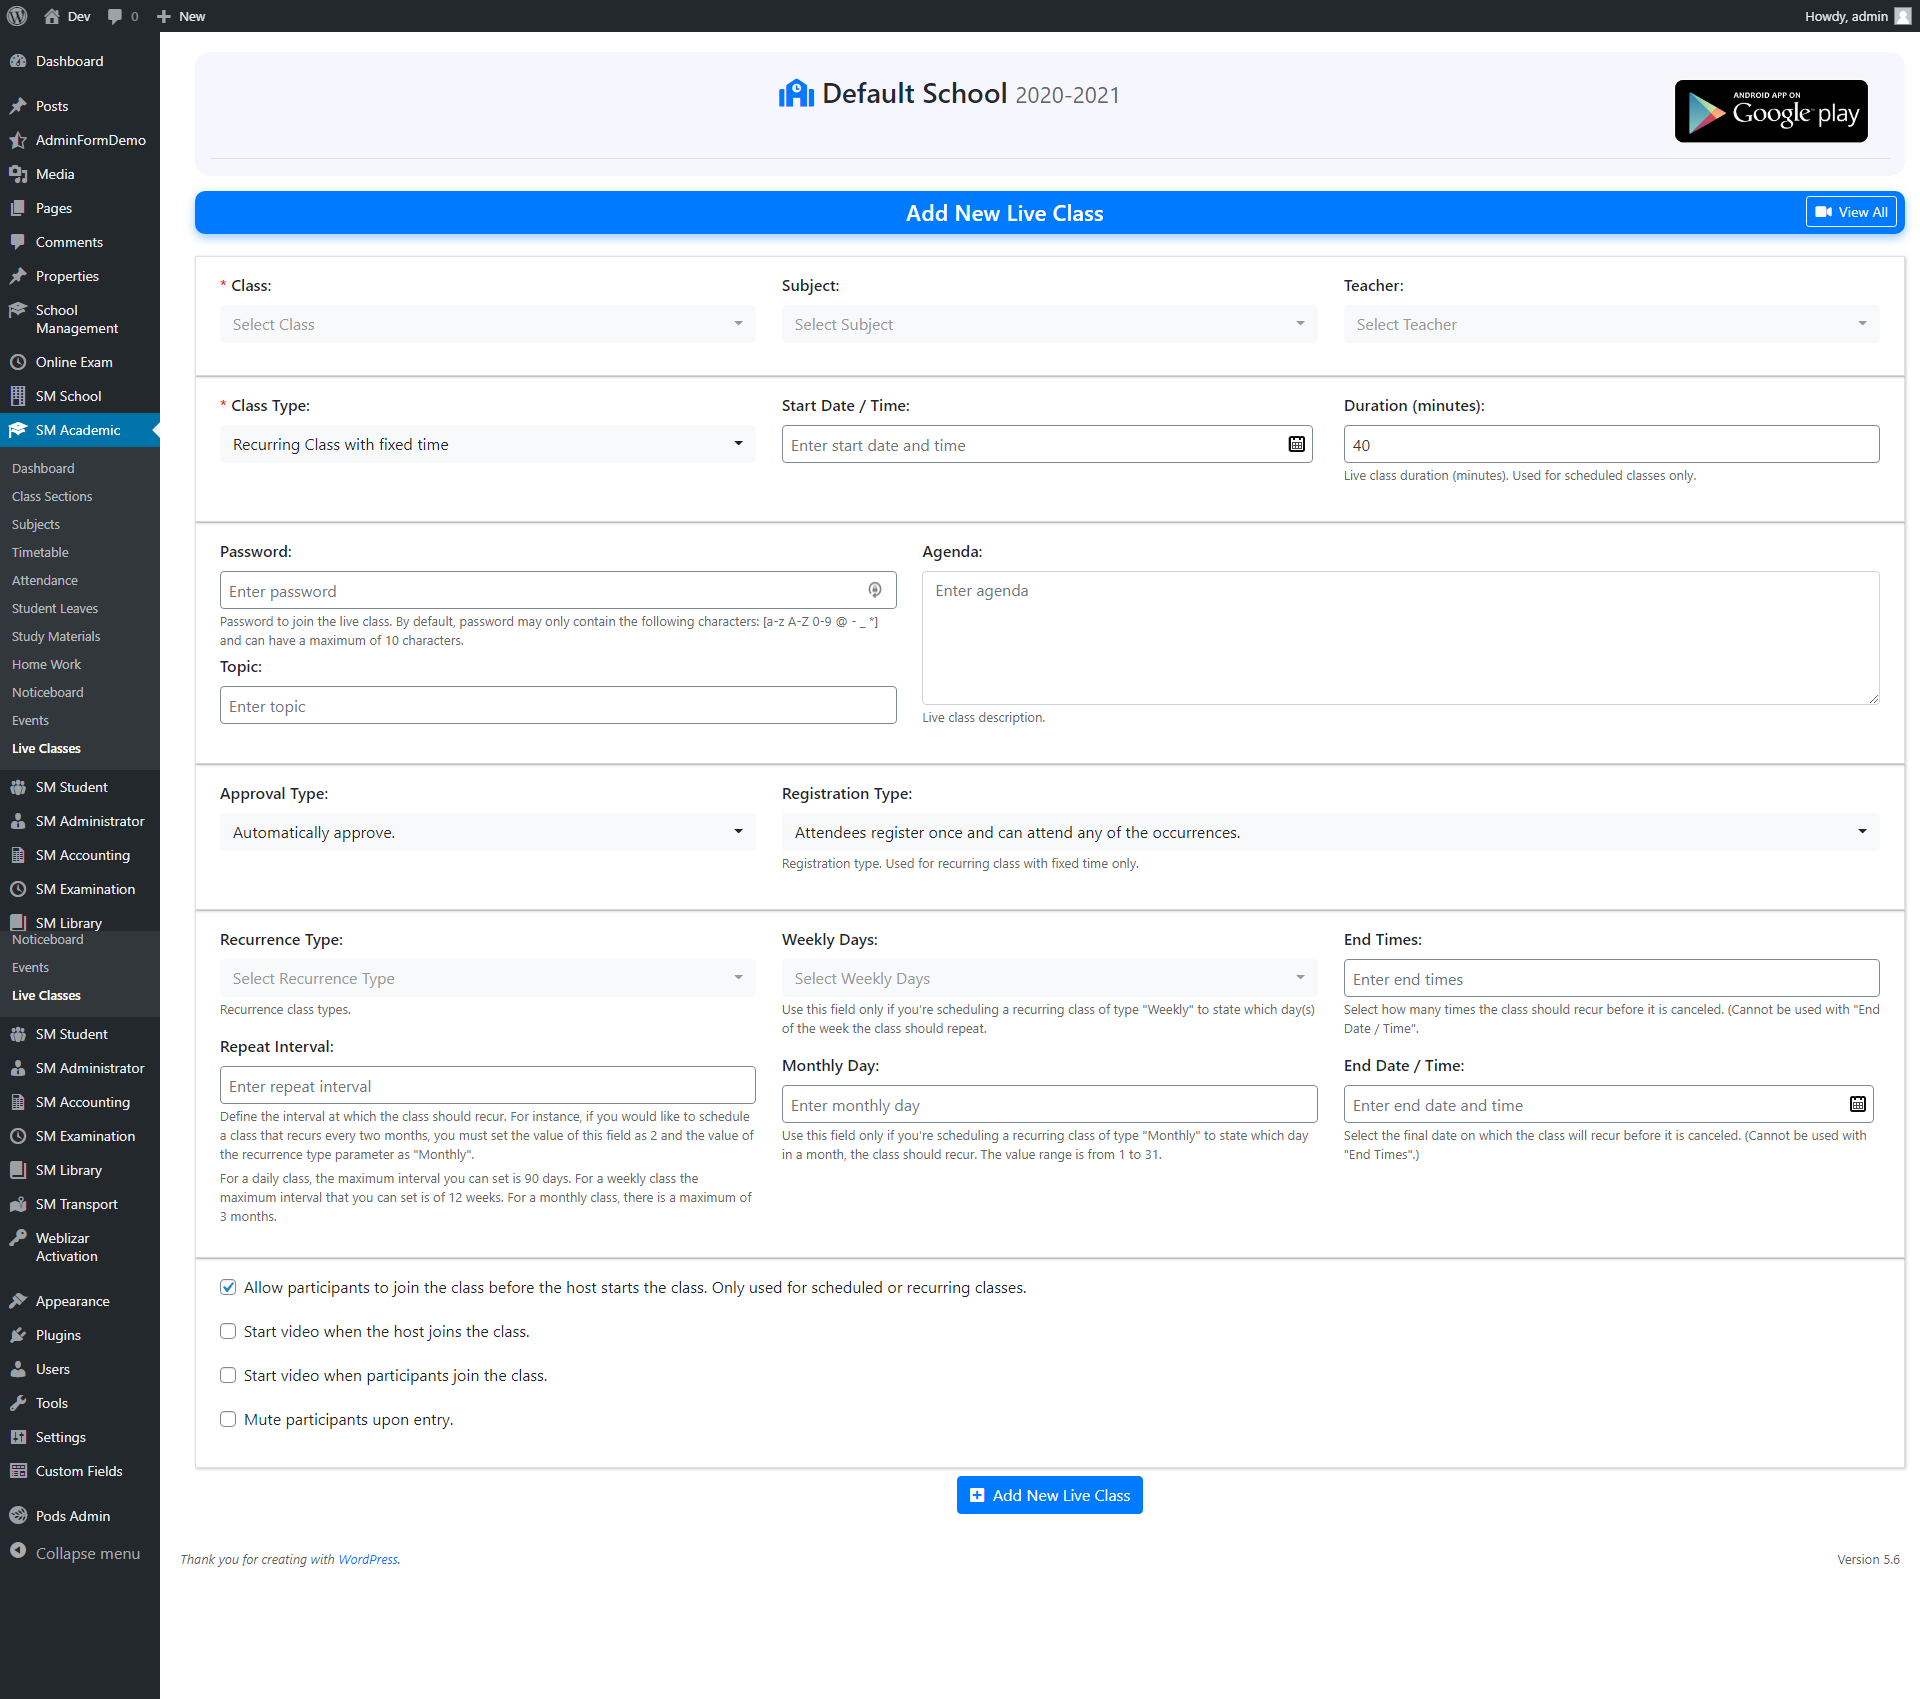 Dev
0
New
Howdy, admin
Dashboard
Posts
AdminFormDemo
Media
Pages
Comments
Properties
School
Management
Online Exam
SM School
SM Academic
Dashboard
Class Sections
Subjects
Timetable
Attendance
Student Leaves
Study Materials
Home Work
Noticeboard
Events
Live Classes
SM Student
SM Administrator
SM Accounting
SM Examination
SM Library
Noticeboard
Events
Live Classes
SM Student
SM Administrator
SM Accounting
SM Examination
SM Library
SM Transport
Weblizar
Activation
Appearance
Plugins
Users
Tools
Settings
Custom Fields
Pods Admin
Collapse menu
Default School 2020-2021
ANDROID APP ON
Google play
Add New Live Class
View All
* Class:
Select Class
Subject:
Select Subject
Teacher:
Select Teacher
* Class Type:
Recurring Class with fixed time
Start Date / Time:
Enter start date and time
Duration (minutes):
40
Live class duration (minutes). Used for scheduled classes only.
Password:
Enter password
Password to join the live class. By default, password may only contain the following characters: [a-z A-Z 0-9 @ - _ *]
and can have a maximum of 10 characters.
Topic:
Enter topic
Agenda:
Enter agenda
Live class description.
Approval Type:
Automatically approve.
Registration Type:
Attendees register once and can attend any of the occurrences.
Registration type. Used for recurring class with fixed time only.
Recurrence Type:
Select Recurrence Type
Recurrence class types.
Repeat Interval:
Enter repeat interval
Define the interval at which the class should recur. For instance, if you would like to schedule
a class that recurs every two months, you must set the value of this field as 2 and the value of
the recurrence type parameter as "Monthly".
For a daily class, the maximum interval you can set is 90 days. For a weekly class the
maximum interval that you can set is of 12 weeks. For a monthly class, there is a maximum of
3 months.
Weekly Days:
Select Weekly Days
Use this field only if you're scheduling a recurring class of type "Weekly" to state which day(s)
of the week the class should repeat.
Monthly Day:
Enter monthly day
Use this field only if you're scheduling a recurring class of type "Monthly" to state which day
in a month, the class should recur. The value range is from 1 to 31.
End Times:
Enter end times
Select how many times the class should recur before it is canceled. (Cannot be used with "End
Date / Time".
End Date / Time:
Enter end date and time
Select the final date on which the class will recur before it is canceled. (Cannot be used with
"End Times".)
Allow participants to join the class before the host starts the class. Only used for scheduled or recurring classes.
Start video when the host joins the class.
Start video when participants join the class.
Mute participants upon entry.
Add New Live Class
Thank you for creating with WordPress.
Version 5.6